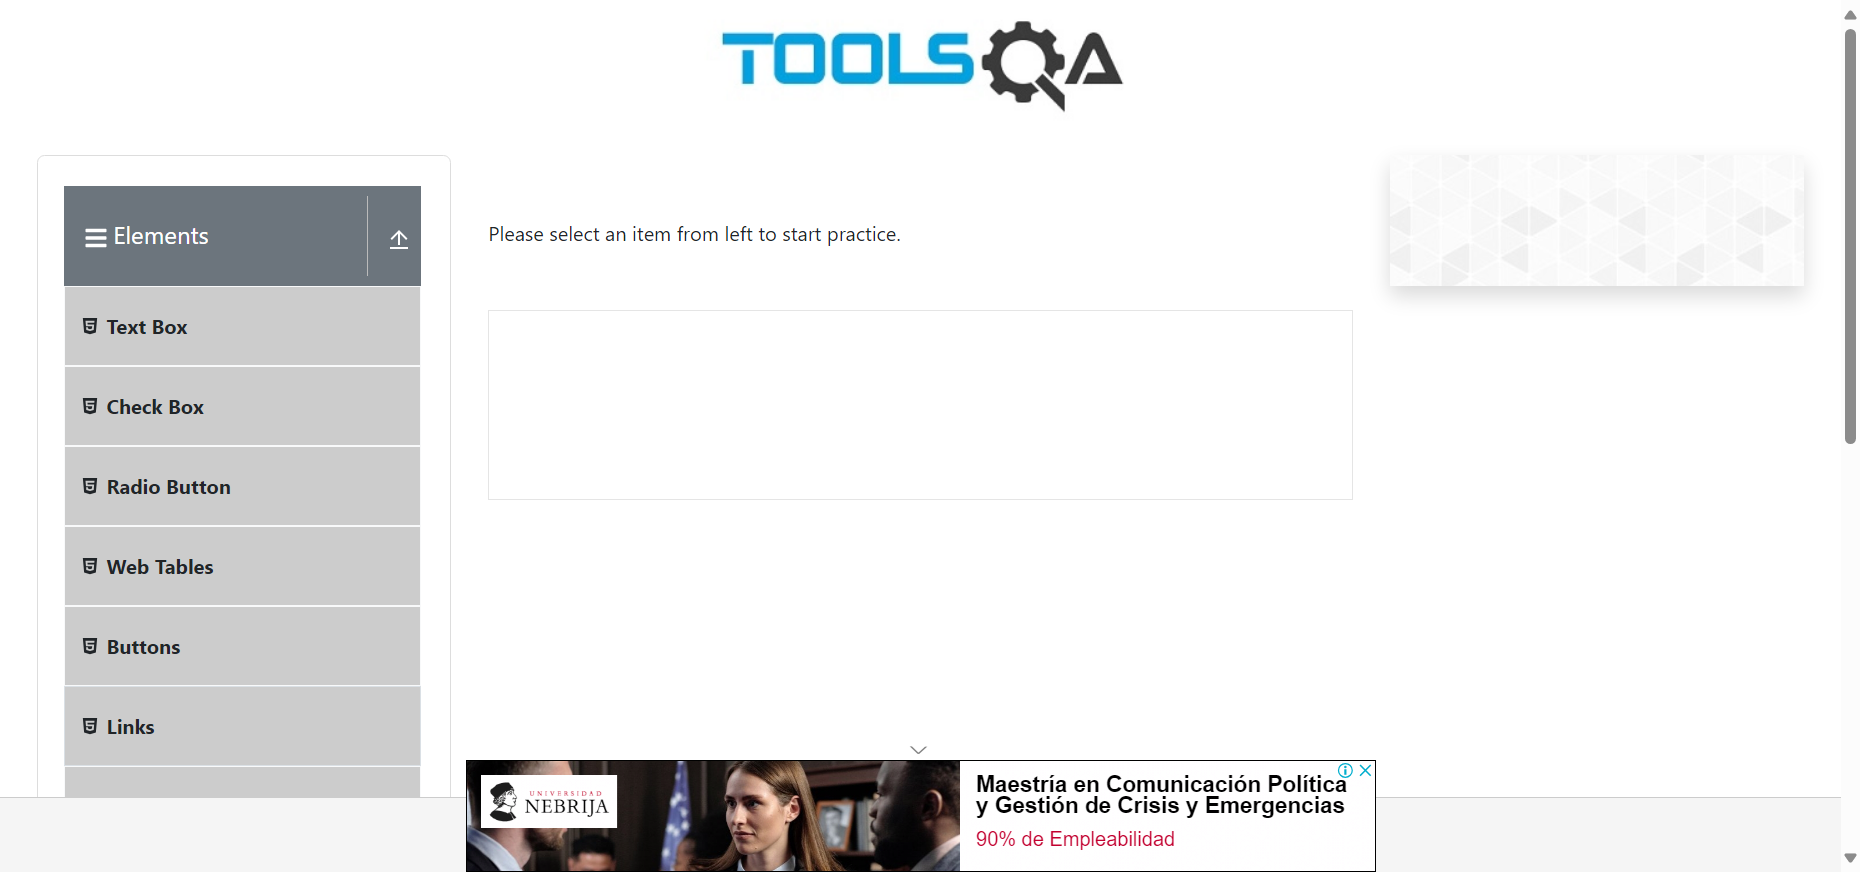 TOOLSQA
Elements
Please select an item from left to start practice.
Text Box
Check Box
Radio Button
Web Tables
Buttons
Links
UNIVERSIDAD
NEBRIJA
Maestría en Comunicación Política
y Gestión de Crisis y Emergencias
90% de Empleabilidad